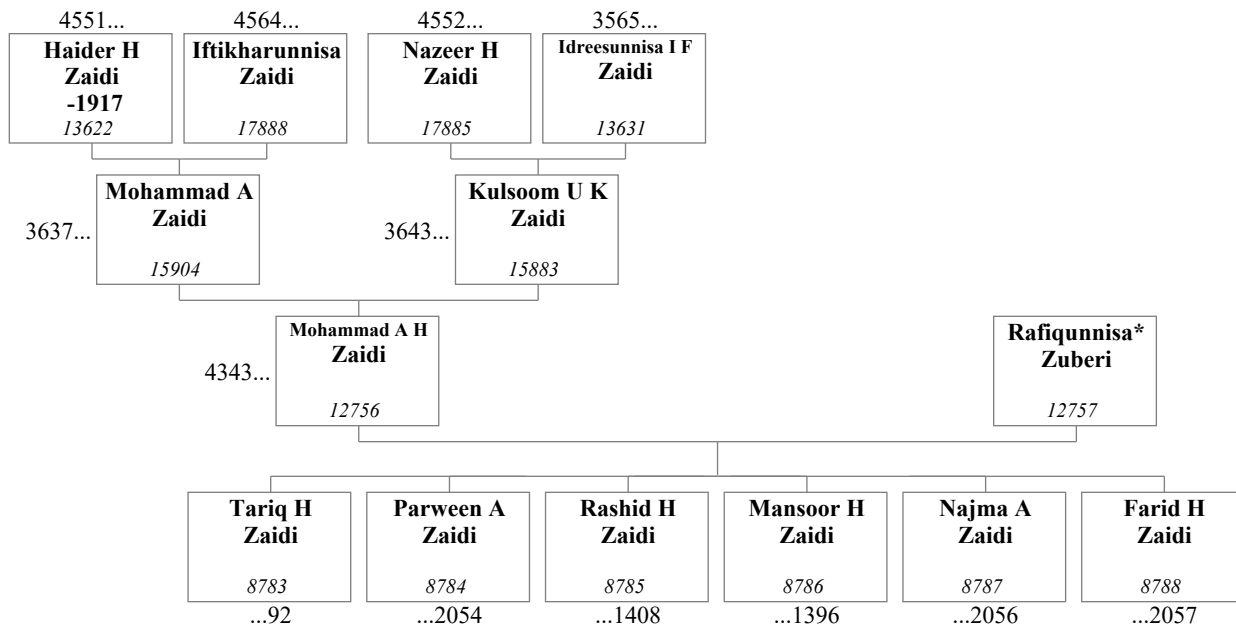 4551... 4564... 4552... 3565...
Haider H Iftikharunnisa Nazeer H Idreesunnisa I F
Zaidi Zaidi Zaidi Zaidi
-1917
13622 17888 17885 13631
Mohammad A Kulsoom U K
Zaidi Zaidi
3637... 3643...
15904 15883
Mohammad A H Rafiqunnisa*
Zaidi Zuberi
4343...
12756 12757
Tariq H Parween A Rashid H Mansoor H Najma A Farid H
Zaidi Zaidi Zaidi Zaidi Zaidi Zaidi
8783 8784 8785 8786 8787 8788
...92 ...2054 ...1408 ...1396 ...2056 ...2057